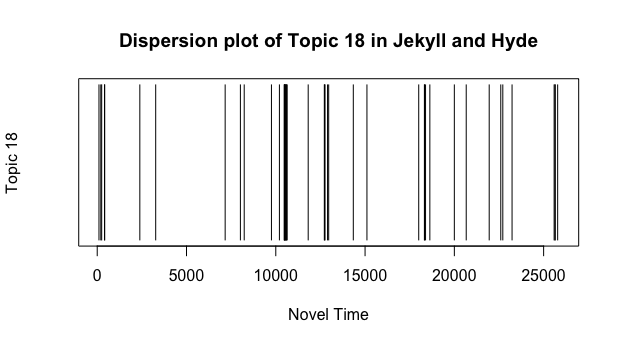 Dispersion plot of Topic 18 in Jekyll and Hyde
Topic 18
0 5000 10000 15000 20000 25000
Novel Time